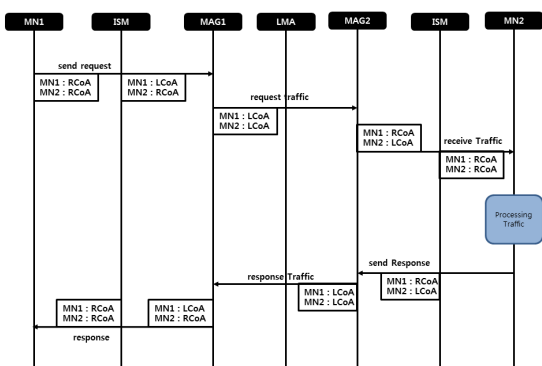 MN1 ISM MAG1 LMA MAG2 ISM MN2
send request
MN1 : RCoA
MN2 : RCoA
MN1 : LCoA
MN2 : RCoA
request traffic
MN1 : LCoA
MN2 : LCoA
MN1 : RCoA
MN2 : LCoA
receive Traffic
MN1 : RCoA
MN2 : RCoA
Processing
Traffic
send Response
MN1 : RCoA
MN2 : LCoA
response Traffic
MN1 : LCoA
MN2 : LCoA
MN1 : LCoA
MN2 : RCoA
MN1 : RCoA
MN2 : RCoA
response